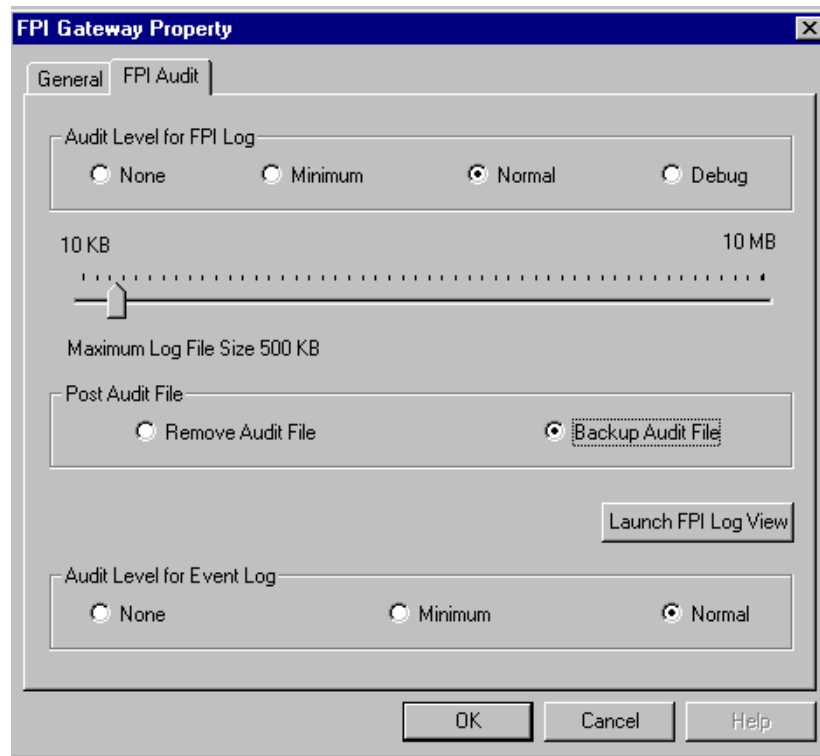 FPI Gateway Property
General FPI Audit
Audit Level for FPI Log
None Minimum Normal Debug
10 KB 10 MB
Maximum Log File Size 500 KB
Post Audit File
Remove Audit File Backup Audit File
Launch FPI Log View
Audit Level for Event Log
None Minimum Normal
OK Cancel Help